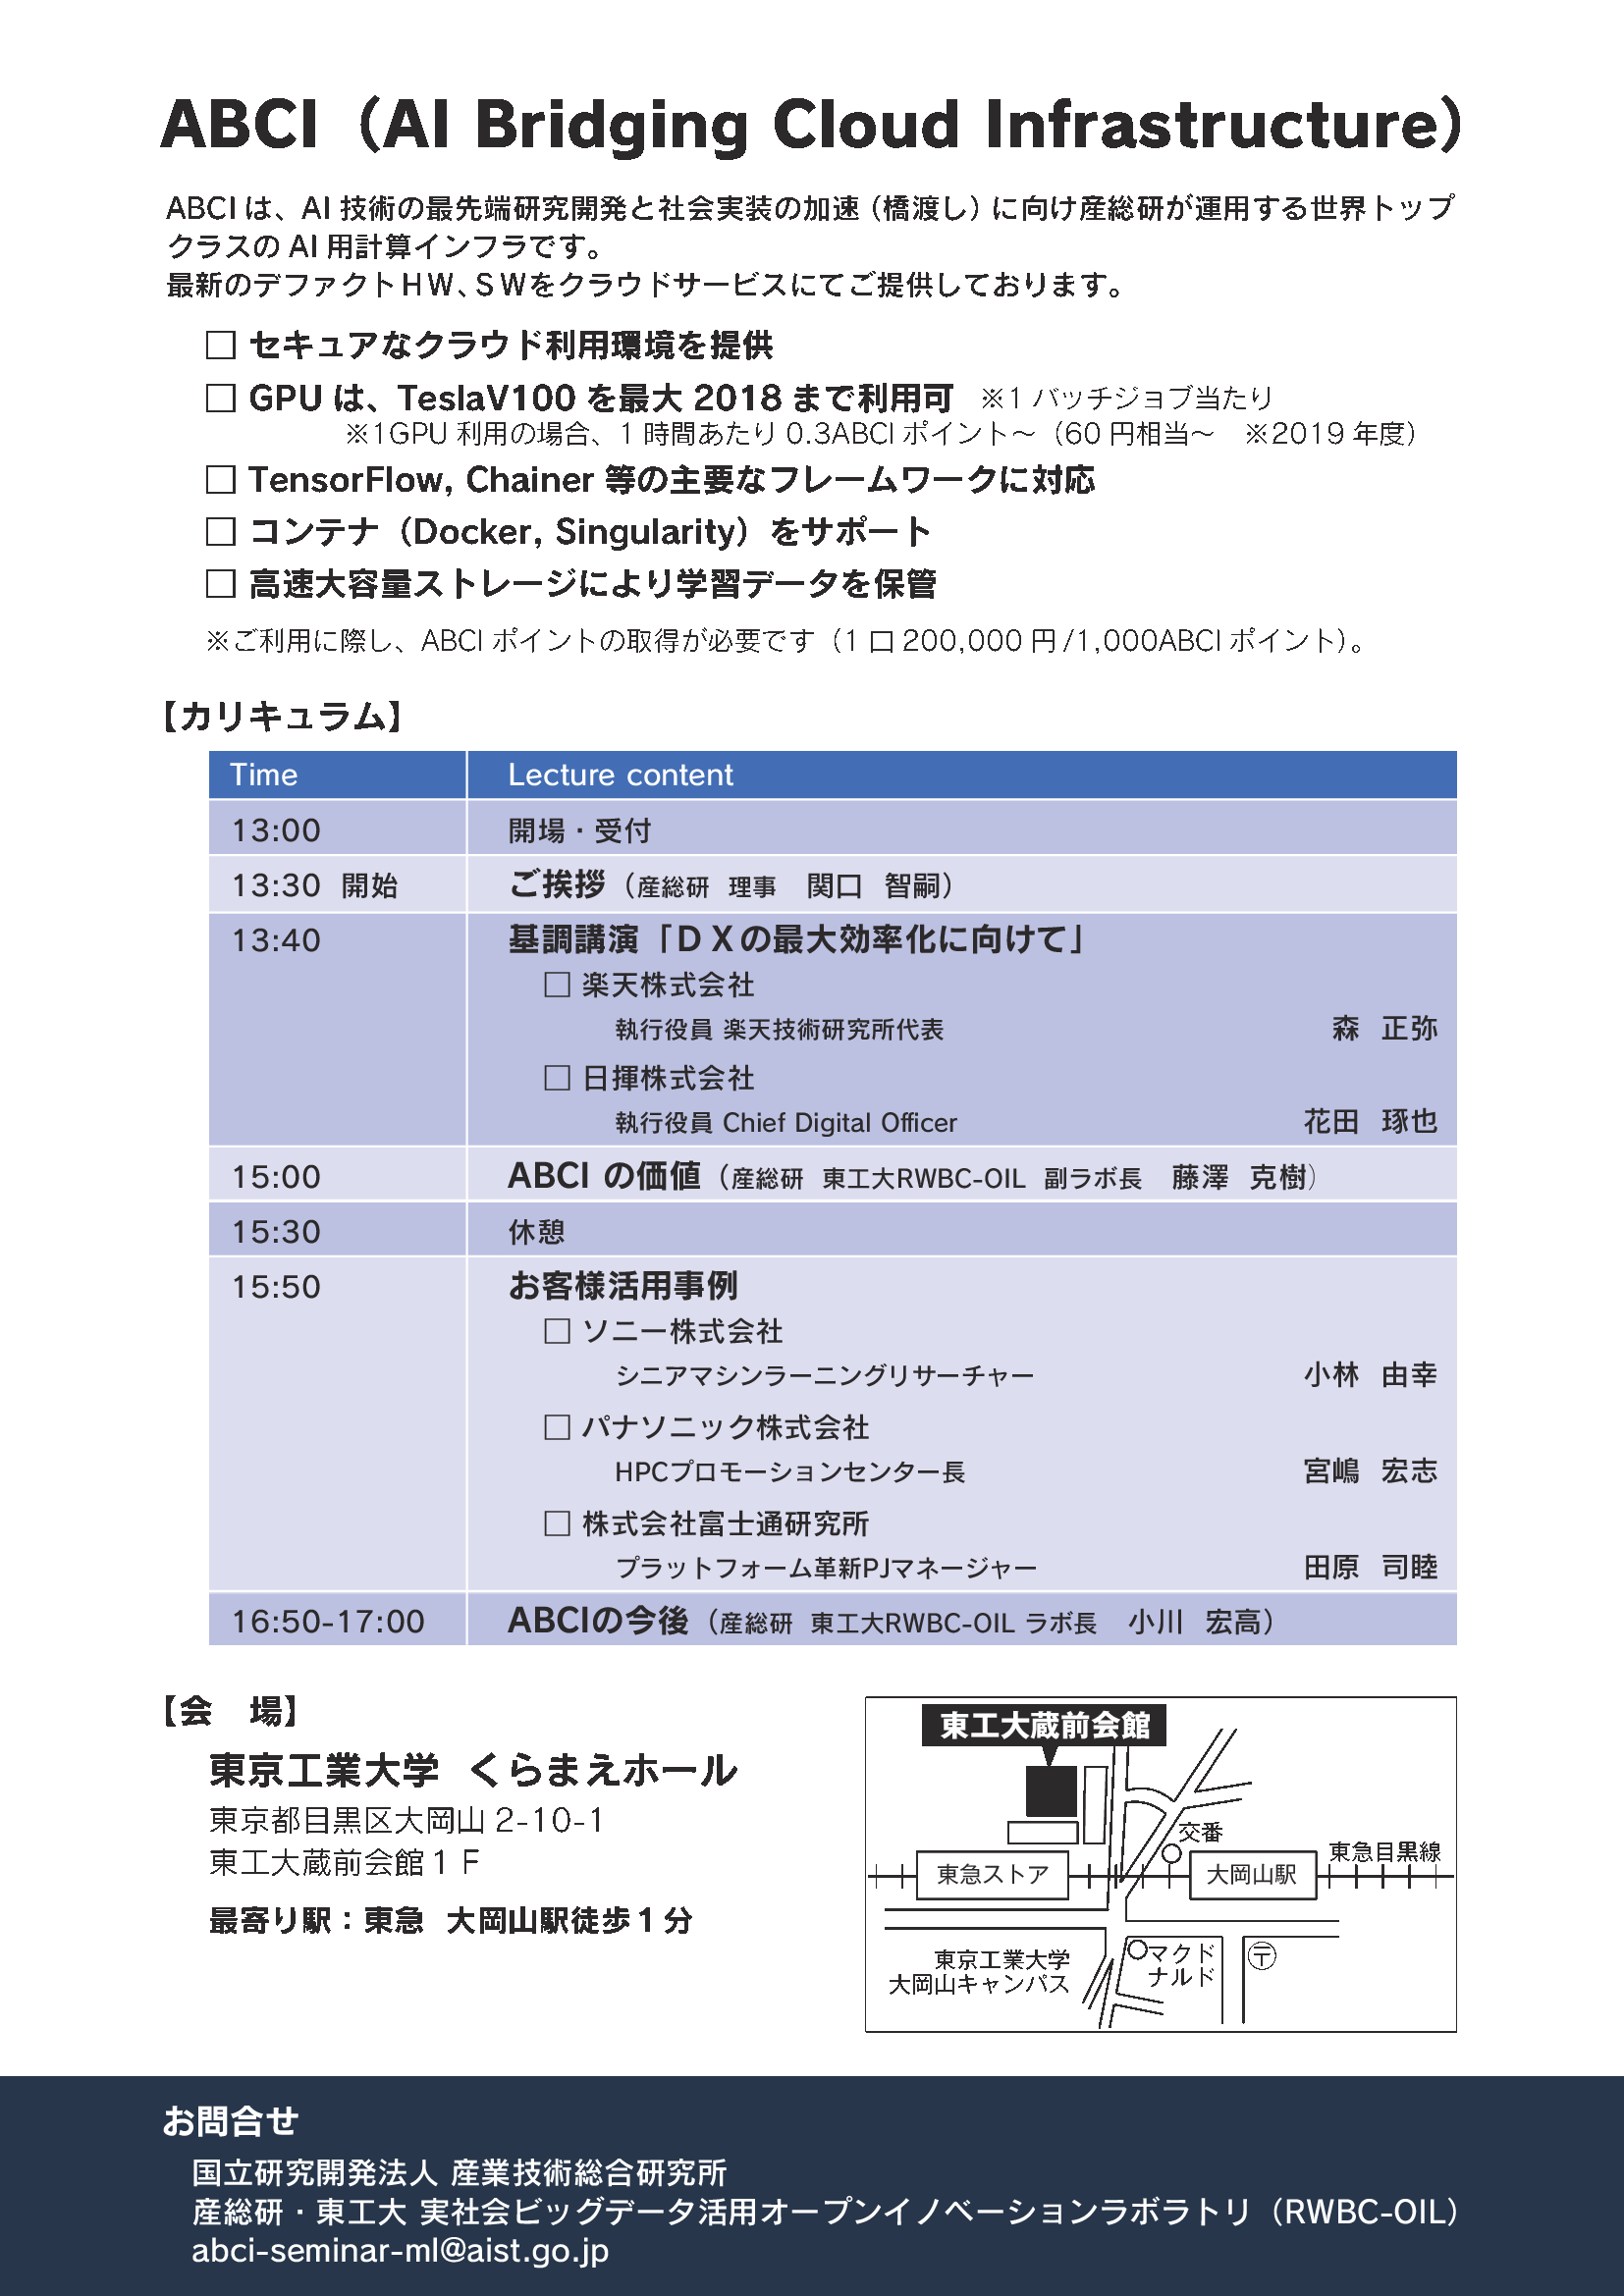 ABCI（AI Bridging Cloud Infrastructure）
ABCI は、AI 技術の最先端研究開発と社会実装の加速（橋渡し）に向け産総研が運用する世界トップ
クラスの AI 用計算インフラです。
最新のデファクトＨＷ、ＳＷをクラウドサービスにてご提供しております。
□ セキュアなクラウド利用環境を提供
□ GPU は、TeslaV100 を最大 2018 まで利用可 ※1 バッチジョブ当たり
※1GPU 利用の場合、1 時間あたり 0.3ABCI ポイント～（60 円相当～　※2019 年度）
□ TensorFlow, Chainer 等の主要なフレームワークに対応
□ コンテナ（Docker, Singularity）をサポート
□ 高速大容量ストレージにより学習データを保管
※ご利用に際し、ABCI ポイントの取得が必要です（1 口 200,000 円 /1,000ABCI ポイント）。
【カリキュラム】
Time Lecture content
13:00 開場・受付
13:30 開始 ご挨拶（産総研 理事　関口 智嗣）
13:40 基調講演「ＤＸの最大効率化に向けて」
□ 楽天株式会社
執行役員 楽天技術研究所代表 森 正弥
□ 日揮株式会社
執行役員 Chief Digital Officer 花田 琢也
15:00 ABCI の価値（産総研 東工大RWBC-OIL 副ラボ長　藤澤 克樹）
15:30 休憩
15:50 お客様活用事例
□ ソニー株式会社
シニアマシンラーニングリサーチャー 小林 由幸
□ パナソニック株式会社
HPCプロモーションセンター長 宮嶋 宏志
□ 株式会社富士通研究所
プラットフォーム革新PJマネージャー 田原 司睦
16:50-17:00 ABCIの今後（産総研 東工大RWBC-OIL ラボ長　小川 宏高）
【会　場】
東京工業大学 くらまえホール
東京都目黒区大岡山 2-10-1
東工大蔵前会館１Ｆ
最寄り駅：東急 大岡山駅徒歩１分
東工大蔵前会館
交番
東急目黒線
東急ストア
大岡山駅
東京工業大学
大岡山キャンパス
マクド
ナルド
〒
お問合せ
国立研究開発法人 産業技術総合研究所
産総研・東工大 実社会ビッグデータ活用オープンイノベーションラボラトリ（RWBC-OIL）
abci-seminar-ml@aist.go.jp